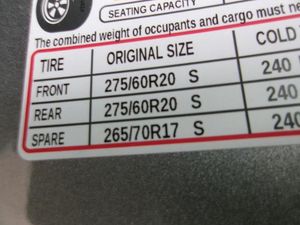 SEATING CAPACITY
The combined weight of occupants and cargo must ne
TIRE ORIGINAL SIZE COLD
FRONT 275/60R20 S 240
REAR 275/60R20 S 240
SPARE 265/70R17 S 240